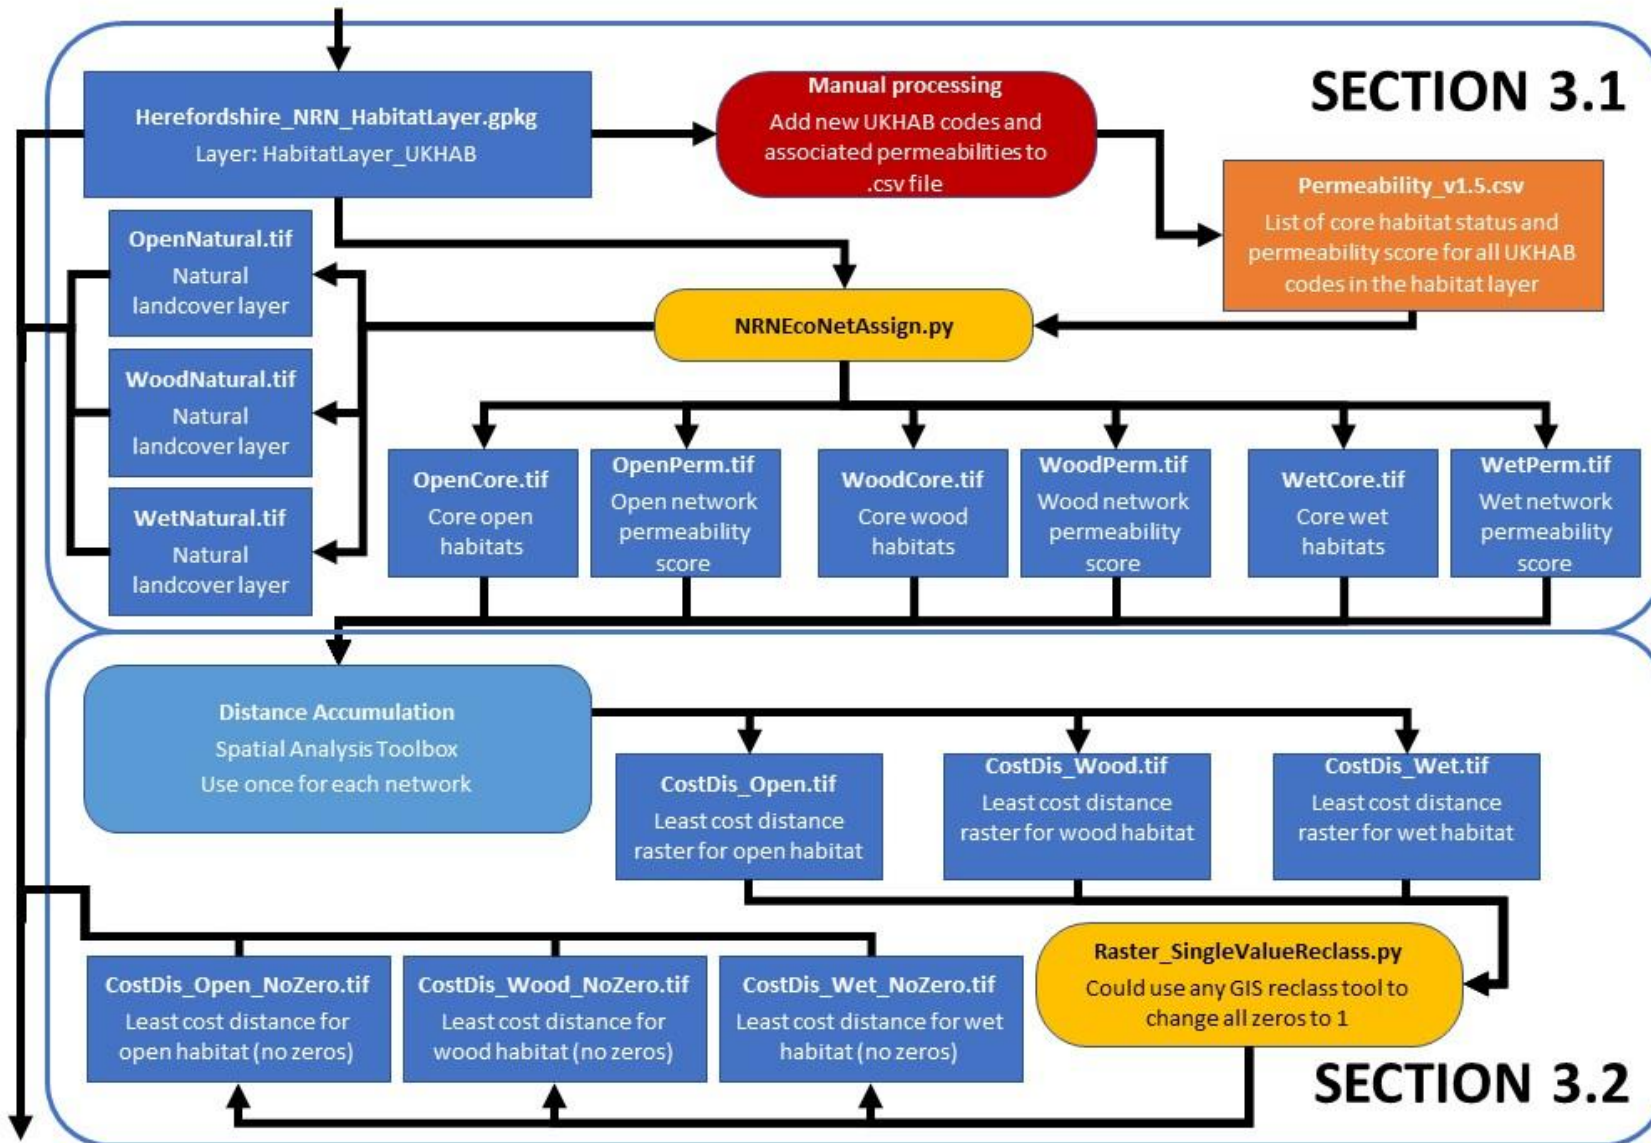 SECTION 3.1
Herefordshire_NRN_HabitatLayer.gpkg
Layer: HabitatLayer_UKHAB
Manual processing
Add new UKHAB codes and
associated permeabilities to
.csv file
Permeability_v1.5.csv
List of core habitat status and
permeability score for all UKHAB
codes in the habitat layer
OpenNatural.tif
Natural
landcover layer
NRNEcoNetAssign.py
WoodNatural.tif
Natural
landcover layer
WetNatural.tif
Natural
landcover layer
OpenCore.tif
Core open
habitats
OpenPerm.tif
Open network
permeability
score
WoodCore.tif
Core wood
habitats
WoodPerm.tif
Wood network
permeability
score
WetCore.tif
Core wet
habitats
WetPerm.tif
Wet network
permeability
score
Distance Accumulation
Spatial Analysis Toolbox
Use once for each network
CostDis_Open.tif
Least cost distance
raster for open habitat
CostDis_Wood.tif
Least cost distance
raster for wood habitat
CostDis_Wet.tif
Least cost distance
raster for wet habitat
CostDis_Open_NoZero.tif
Least cost distance for
open habitat (no zeros)
CostDis_Wood_NoZero.tif
Least cost distance for
wood habitat (no zeros)
CostDis_Wet_NoZero.tif
Least cost distance for wet
habitat (no zeros)
Raster_SingleValueReclass.py
Could use any GIS reclass tool to
change all zeros to 1
SECTION 3.2